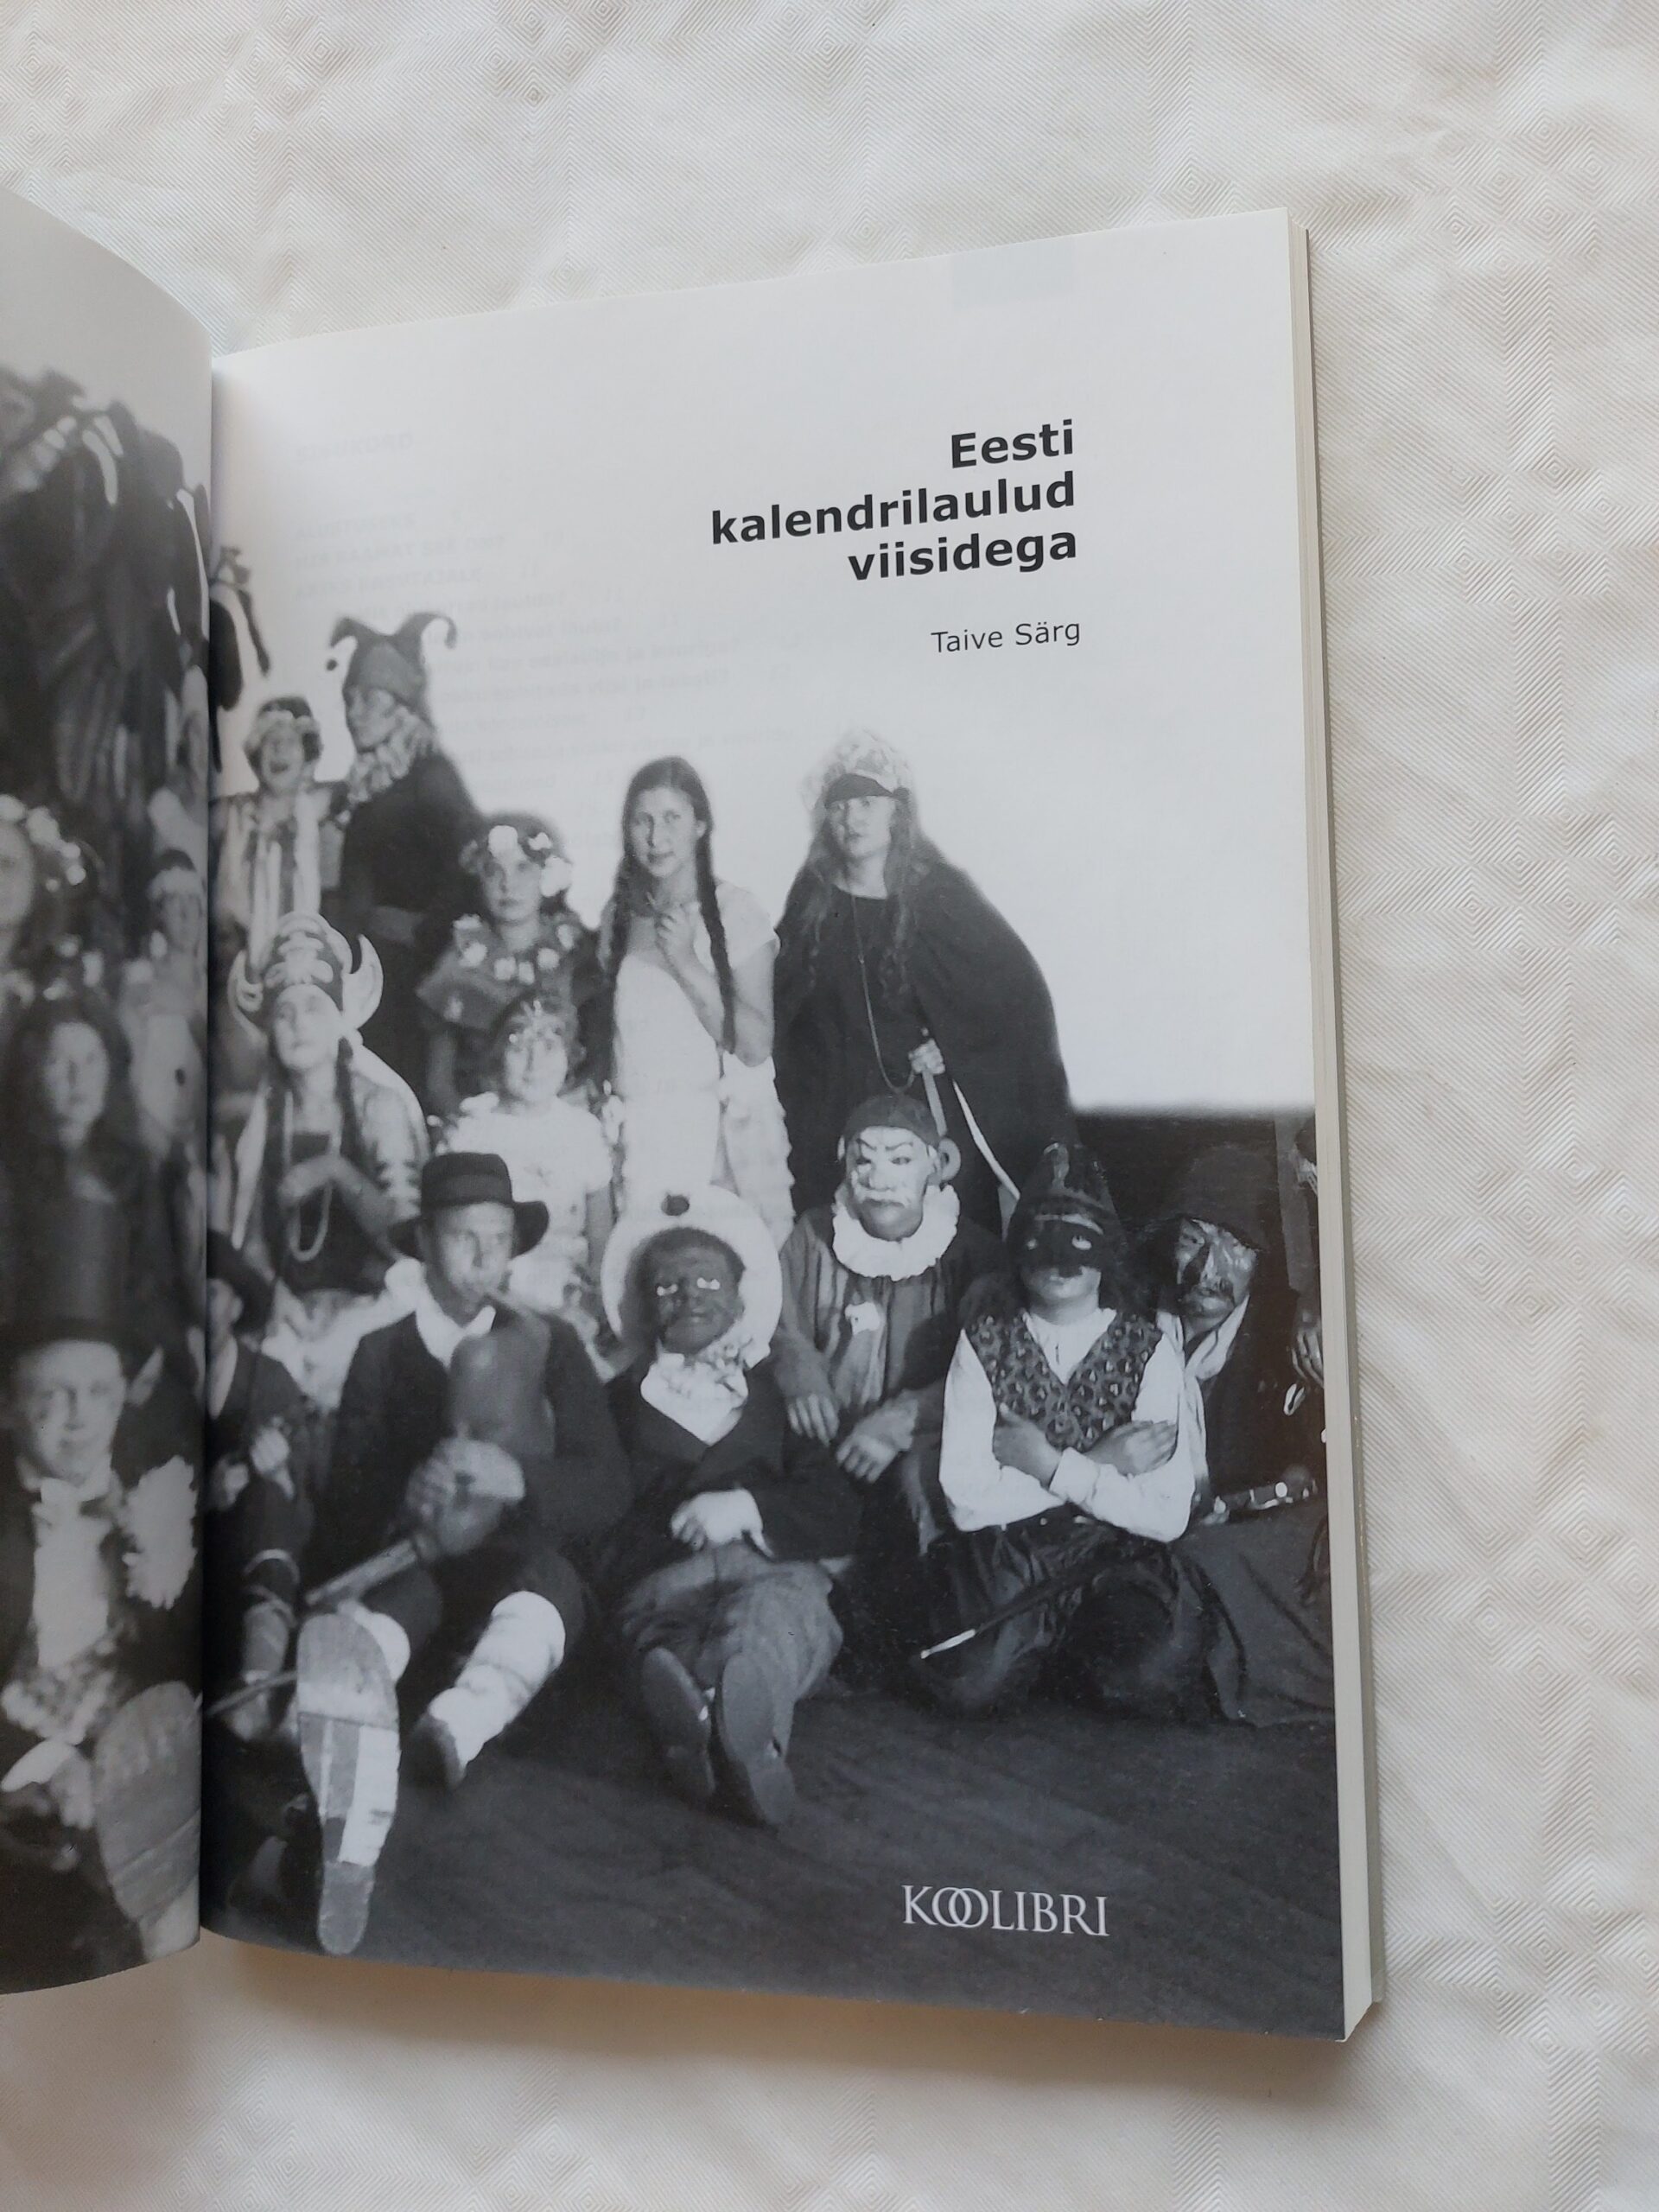 Eesti
kalendrilaulud
viisidega
Taive Särg
KOOLIBRI